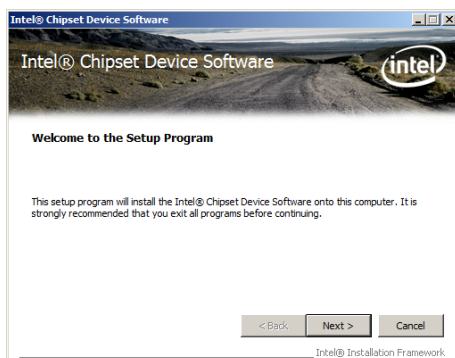 Intel® Chipset Device Software
Intel® Chipset Device Software
intel
Welcome to the Setup Program
This setup program will install the Intel® Chipset Device Software onto this computer. It is
strongly recommended that you exit all programs before continuing.
< Back
Next >
Cancel
Intel® Installation Framework